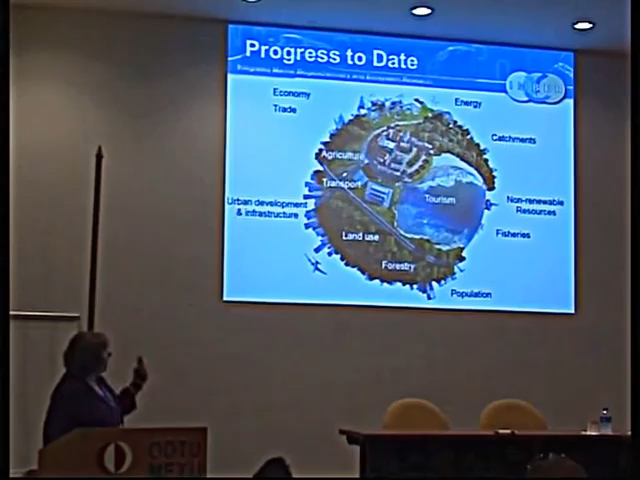 Progress to Date
Economy
Trade
Energy
Catchments
Agriculture
Transport
Tourism
Urban development
& infrastructure
Non-renewable
Resources
Fisheries
Land use
Forestry
Population
ODTÜ
METU